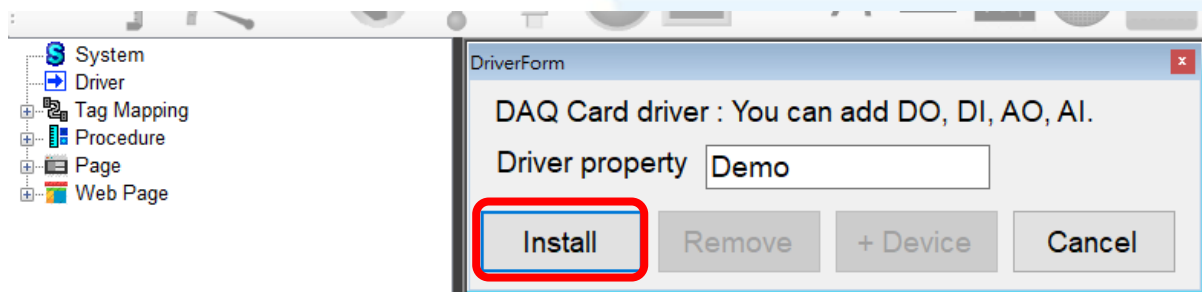 System
Driver
Tag Mapping
Procedure
Page
Web Page
DriverForm
DAQ Card driver : You can add DO, DI, AO, AI.
Driver property Demo
Install Remove + Device Cancel